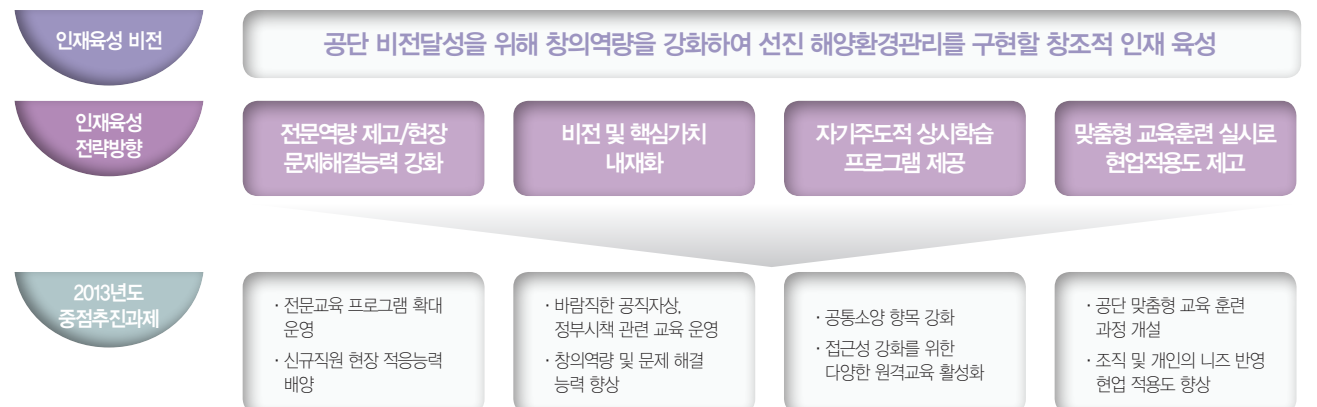 인재육성 비전
공단 비전달성을 위해 창의역량을 강화하여 선진 해양환경관리를 구현할 창조적 인재 육성
인재육성
전략방향
전문역량 제고/현장
문제해결능력 강화
비전 및 핵심가치
내재화
자기주도적 상시학습
프로그램 제공
맞춤형 교육훈련 실시로
현업적용도 제고
2013년도
중점추진과제
· 전문교육 프로그램 확대
운영
· 신규직원 현장 적응능력
배양
· 바람직한 공직자상,
정부시책 관련 교육 운영
· 창의역량 및 문제 해결
능력 향상
· 공통소양 항목 강화
· 접근성 강화를 위한
다양한 원격교육 활성화
· 공단 맞춤형 교육 훈련
과정 개설
· 조직 및 개인의 니즈 반영
현업 적용도 향상